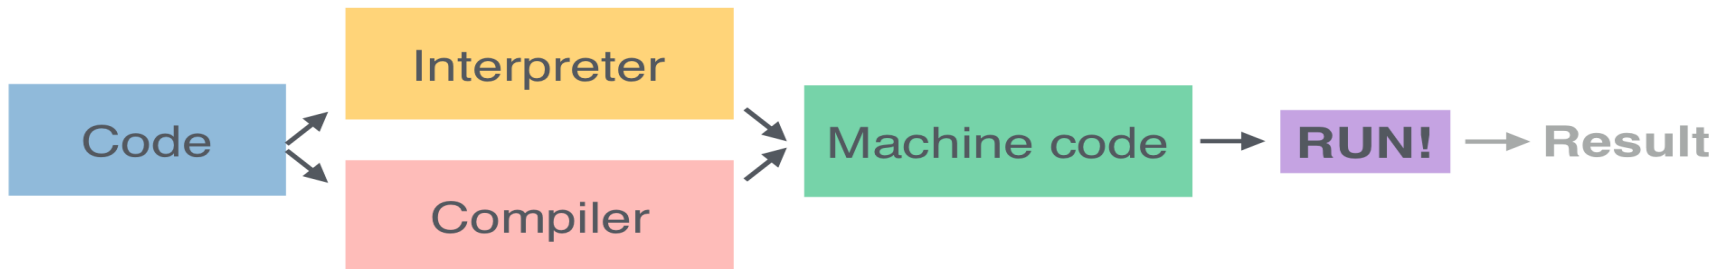 Code
Interpreter
Compiler
Machine code
RUN!
Result